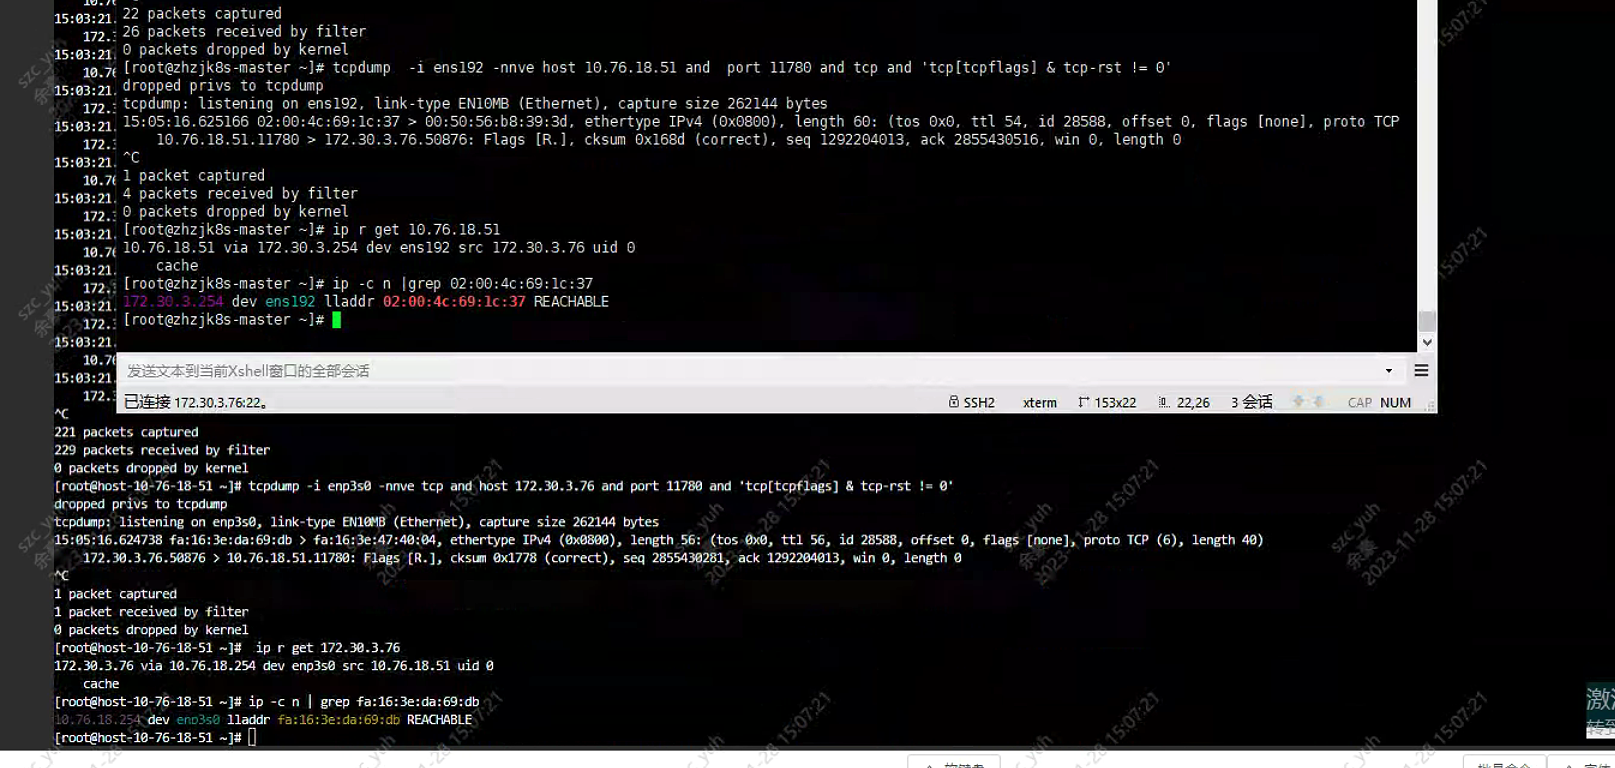 22 packets captured
26 packets received by filter
0 packets dropped by kernel
[root@zhzjk8s-master ~]# tcpdump  -i ens192 -nnve host 10.76.18.51 and  port 11780 and tcp and 'tcp[tcpflags] & tcp-rst != 0'
dropped privs to tcpdump
tcpdump: listening on ens192, link-type EN10MB (Ethernet), capture size 262144 bytes
15:05:16.625166 02:00:4c:69:1c:37 > 00:50:56:b8:39:3d, ethertype IPv4 (0x0800), length 60: (tos 0x0, ttl 54, id 28588, offset 0, flags [none], proto TCP
10.76.18.51.11780 > 172.30.3.76.50876: Flags [R.], cksum 0x168d (correct), seq 1292204013, ack 2855430516, win 0, length 0
^C
1 packet captured
4 packets received by filter
0 packets dropped by kernel
[root@zhzjk8s-master ~]# ip r get 10.76.18.51
10.76.18.51 via 172.30.3.254 dev ens192 src 172.30.3.76 uid 0
cache
[root@zhzjk8s-master ~]# ip -c n |grep 02:00:4c:69:1c:37
172.30.3.254 dev ens192 lladdr 02:00:4c:69:1c:37 REACHABLE
[root@zhzjk8s-master ~]#
发送文本到当前Xshell窗口的全部会话
已连接 172.30.3.76:22。 SSH2 xterm 153x22 22,26 3 会话 CAP NUM
15:03:21.
172.
15:03:21.
10.76
15:03:21.
172.
15:03:21.
172.
15:03:21.
10.76
15:03:21.
172.
15:03:21.
10.76
15:03:21.
172.
15:03:21.
172.
15:03:21.
10.76
15:03:21.
172.
^C
221 packets captured
229 packets received by filter
0 packets dropped by kernel
[root@host-10-76-18-51 ~]# tcpdump -i enp3s0 -nnve tcp and host 172.30.3.76 and port 11780 and 'tcp[tcpflags] & tcp-rst != 0'
dropped privs to tcpdump
tcpdump: listening on enp3s0, link-type EN10MB (Ethernet), capture size 262144 bytes
15:05:16.624738 fa:16:3e:da:69:db > fa:16:3e:47:40:04, ethertype IPv4 (0x0800), length 56: (tos 0x0, ttl 56, id 28588, offset 0, flags [none], proto TCP (6), length 40)
172.30.3.76.50876 > 10.76.18.51.11780: Flags [R.], cksum 0x1778 (correct), seq 2855430281, ack 1292204013, win 0, length 0
^C
1 packet captured
1 packet received by filter
0 packets dropped by kernel
[root@host-10-76-18-51 ~]#  ip r get 172.30.3.76
172.30.3.76 via 10.76.18.254 dev enp3s0 src 10.76.18.51 uid 0
cache
[root@host-10-76-18-51 ~]# ip -c n | grep fa:16:3e:da:69:db
10.76.18.254 dev enp3s0 lladdr fa:16:3e:da:69:db REACHABLE
[root@host-10-76-18-51 ~]#
szc_yuh
2023-11-28 15:07:21